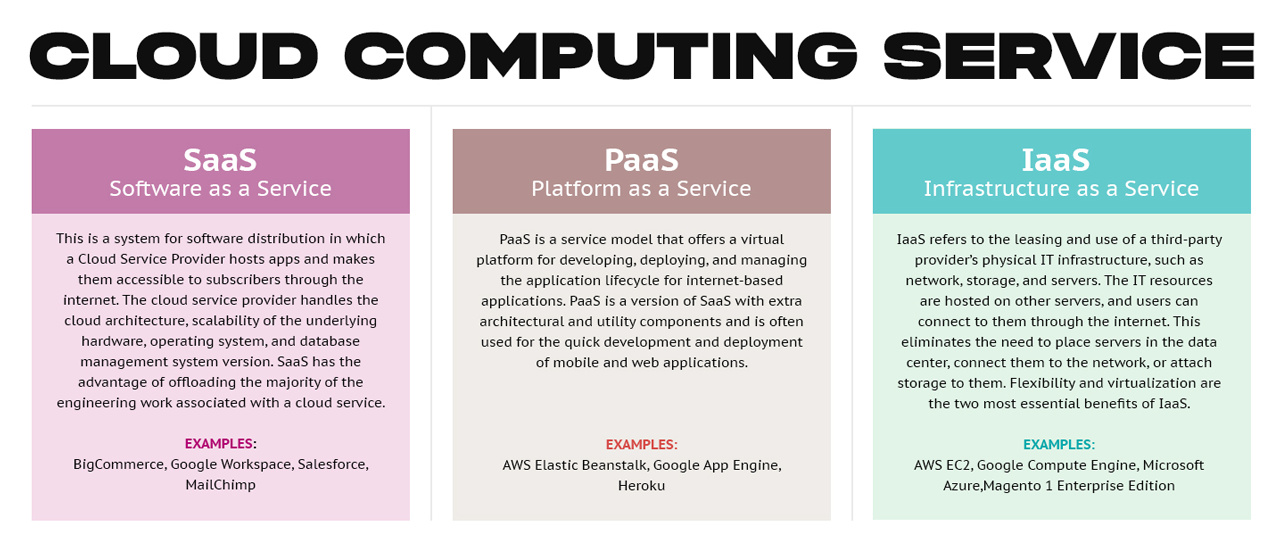 CLOUD COMPUTING SERVICE
SaaS
Software as a Service
This is a system for software distribution in which
a Cloud Service Provider hosts apps and makes
them accessible to subscribers through the
internet. The cloud service provider handles the
cloud architecture, scalability of the underlying
hardware, operating system, and database
management system version. SaaS has the
advantage of offloading the majority of the
engineering work associated with a cloud service.
EXAMPLES:
BigCommerce, Google Workspace, Salesforce,
MailChimp
PaaS
Platform as a Service
PaaS is a service model that offers a virtual
platform for developing, deploying, and managing
the application lifecycle for internet-based
applications. PaaS is a version of SaaS with extra
architectural and utility components and is often
used for the quick development and deployment
of mobile and web applications.
EXAMPLES:
AWS Elastic Beanstalk, Google App Engine,
Heroku
IaaS
Infrastructure as a Service
IaaS refers to the leasing and use of a third-party
provider's physical IT infrastructure, such as
network, storage, and servers. The IT resources
are hosted on other servers, and users can
connect to them through the internet. This
eliminates the need to place servers in the data
center, connect them to the network, or attach
storage to them. Flexibility and virtualization are
the two most essential benefits of IaaS.
EXAMPLES:
AWS EC2, Google Compute Engine, Microsoft
Azure,Magento 1 Enterprise Edition